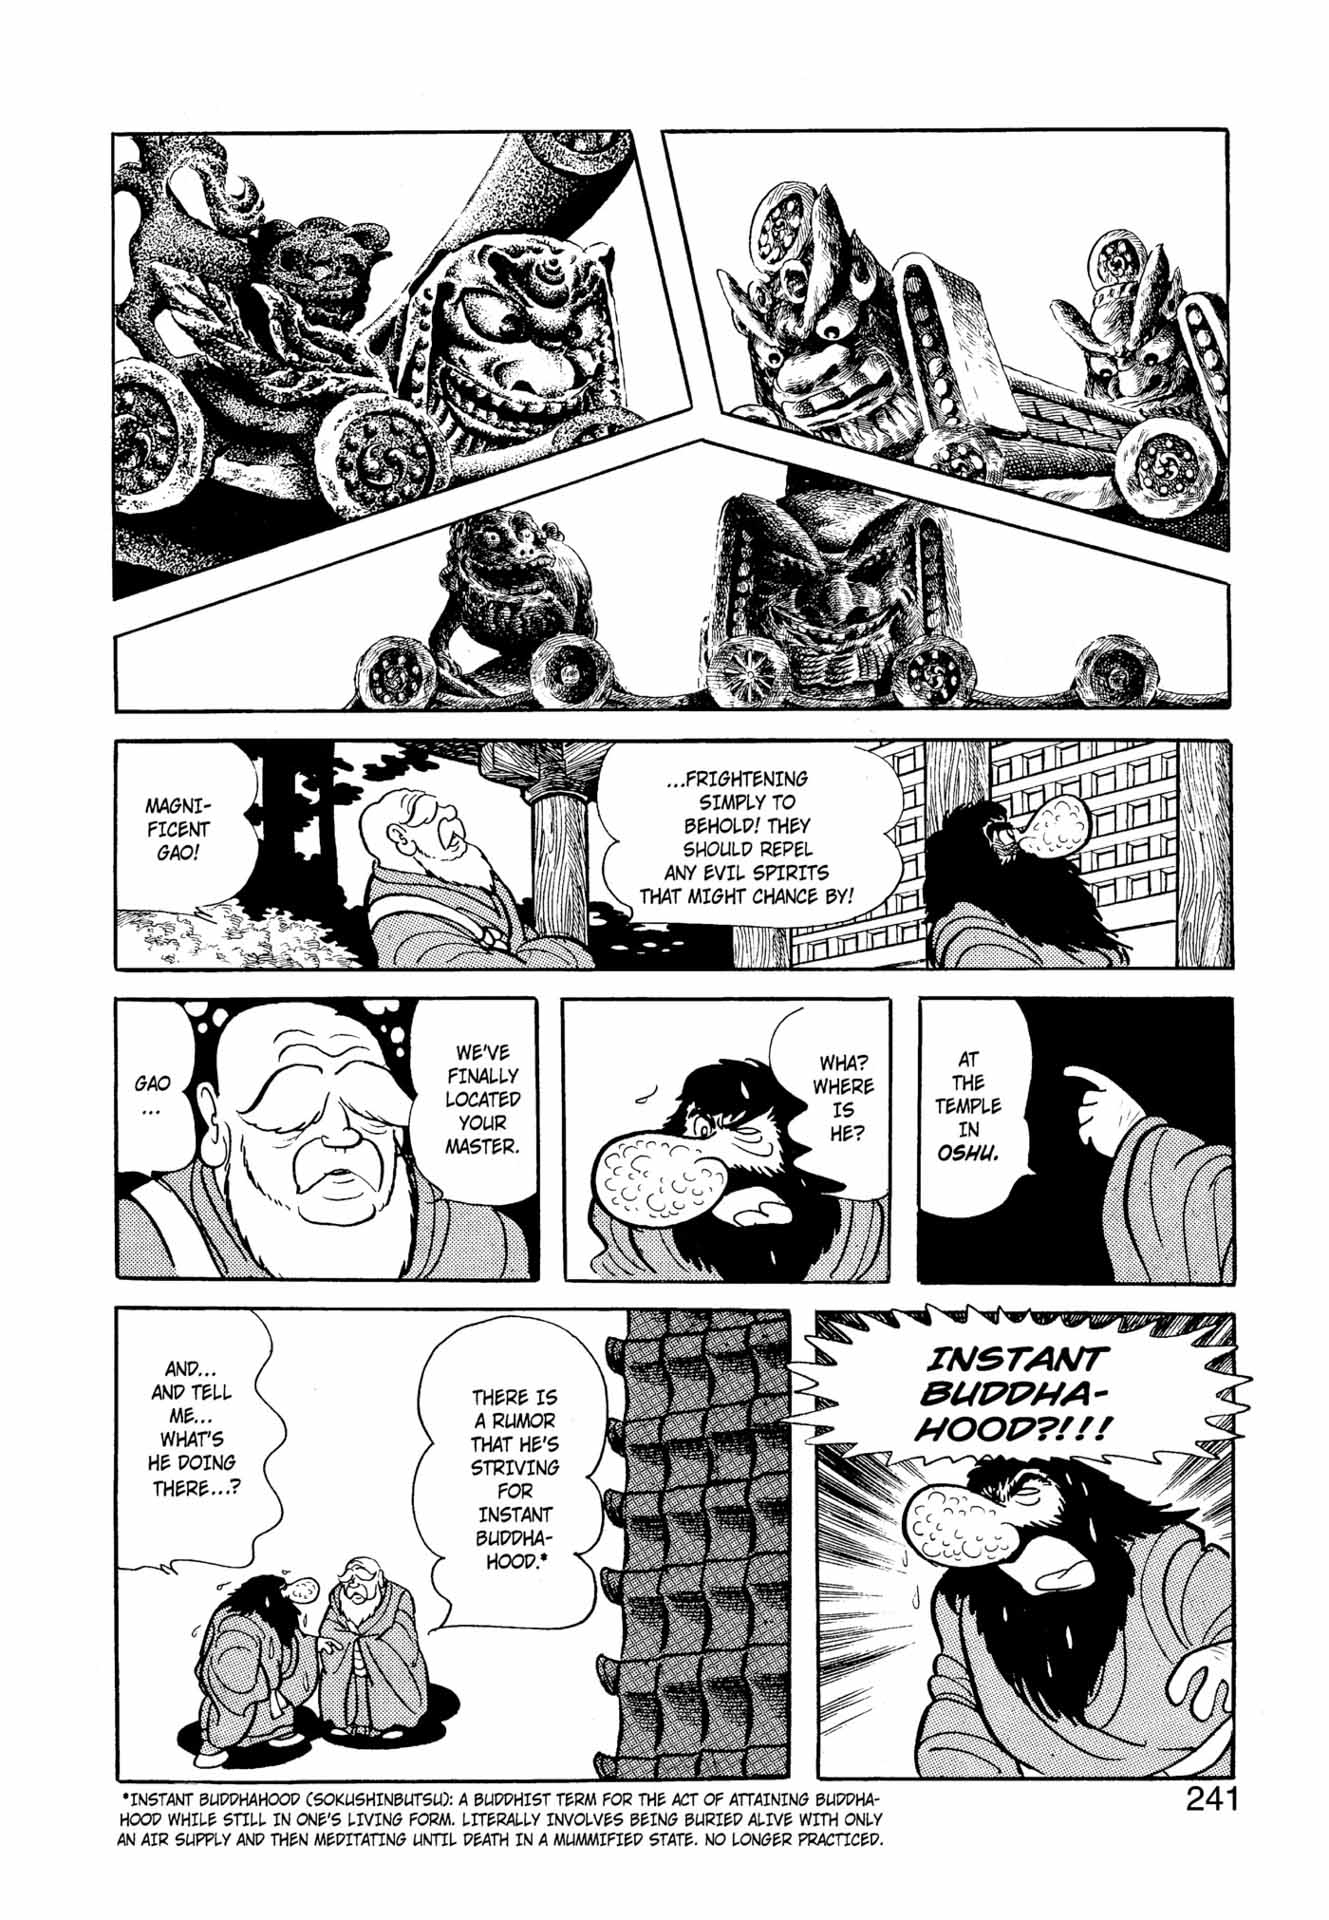 MAGNI-
FICENT
GAO!
...FRIGHTENING
SIMPLY TO
BEHOLD! THEY
SHOULD REPEL
ANY EVIL SPIRITS
THAT MIGHT CHANCE BY!
GAO
...
WE'VE
FINALLY
LOCATED
YOUR
MASTER.
WHA?
WHERE
IS
HE?
AT
THE
TEMPLE
IN
OSHU.
AND...
AND TELL
ME...
WHAT'S
HE DOING
THERE...?
THERE IS
A RUMOR
THAT HE'S
STRIVING
FOR
INSTANT
BUDDHA-
HOOD.*
INSTANT
BUDDHA-
HOOD?!!!
*INSTANT BUDDHAHOOD (SOKUSHINBUTSU): A BUDDHIST TERM FOR THE ACT OF ATTAINING BUDDHA-
HOOD WHILE STILL IN ONE'S LIVING FORM. LITERALLY INVOLVES BEING BURIED ALIVE WITH ONLY
AN AIR SUPPLY AND THEN MEDITATING UNTIL DEATH IN A MUMMIFIED STATE. NO LONGER PRACTICED.
241